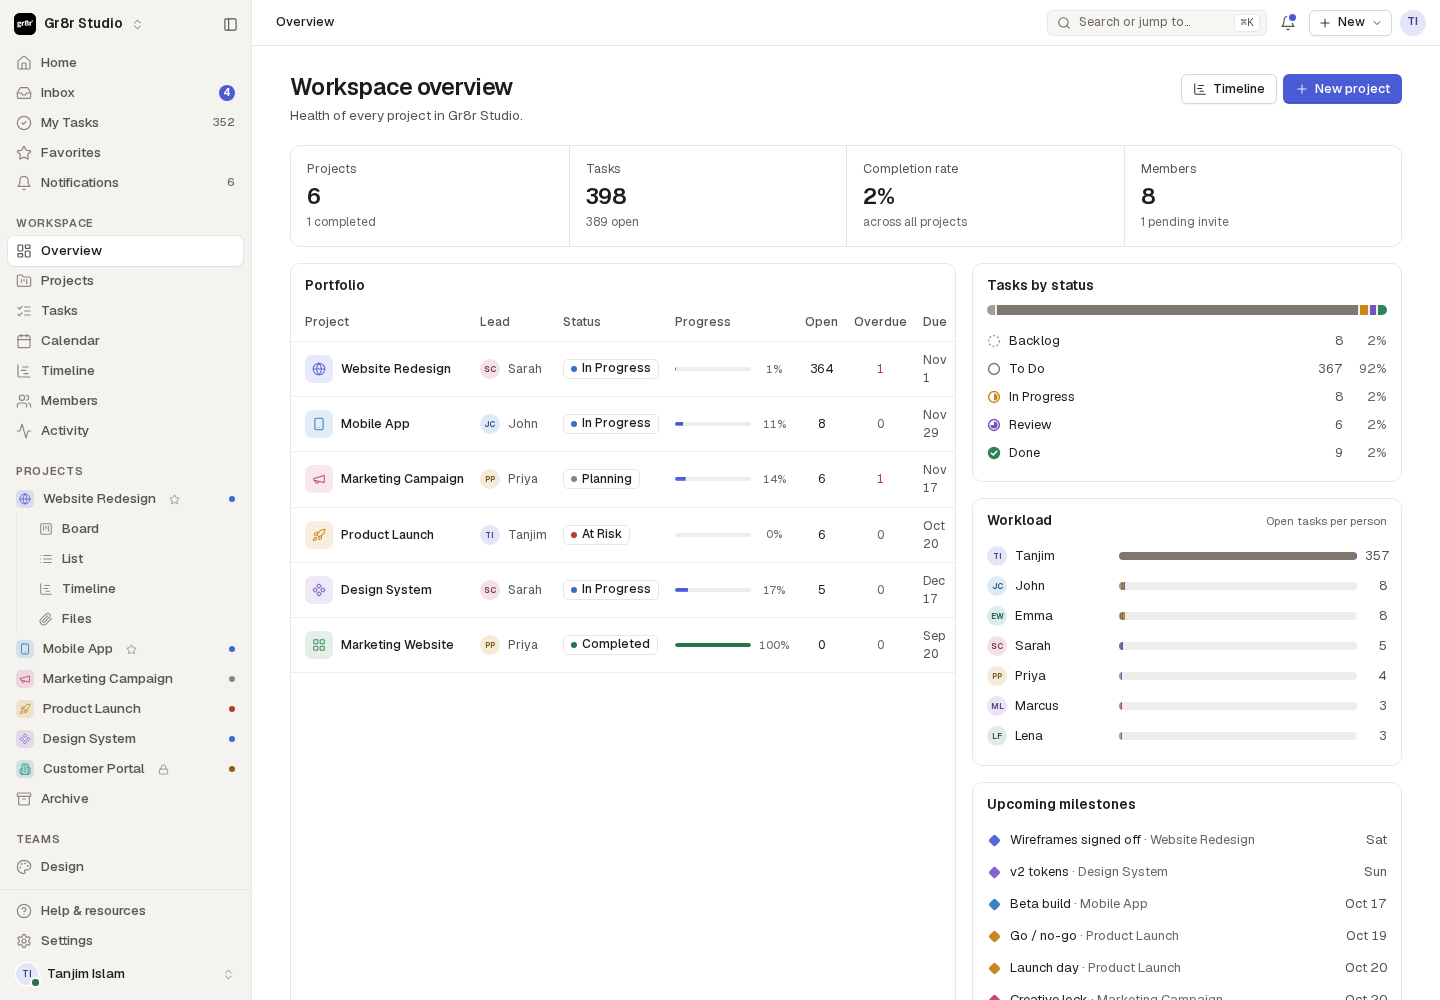 gr8r
Gr8r Studio
Home
Inbox 4
My Tasks 352
Favorites
Notifications 6
WORKSPACE
Overview
Projects
Tasks
Calendar
Timeline
Members
Activity
PROJECTS
Website Redesign
Board
List
Timeline
Files
Mobile App
Marketing Campaign
Product Launch
Design System
Customer Portal
Archive
TEAMS
Design
Help & resources
Settings
TI Tanjim Islam
Overview
Search or jump to... ⌘K
New
TI
Workspace overview
Health of every project in Gr8r Studio.
Timeline
New project
Projects
6
1 completed
Tasks
398
389 open
Completion rate
2%
across all projects
Members
8
1 pending invite
Portfolio
Project Lead Status Progress Open Overdue Due
Website Redesign SC Sarah In Progress 1% 364 1 Nov
1
Mobile App JC John In Progress 11% 8 0 Nov
29
Marketing Campaign PP Priya Planning 14% 6 1 Nov
17
Product Launch TI Tanjim At Risk 0% 6 0 Oct
20
Design System SC Sarah In Progress 17% 5 0 Dec
17
Marketing Website PP Priya Completed 100% 0 0 Sep
20
Tasks by status
Backlog 8 2%
To Do 367 92%
In Progress 8 2%
Review 6 2%
Done 9 2%
Workload Open tasks per person
TI Tanjim 357
JC John 8
EW Emma 8
SC Sarah 5
PP Priya 4
ML Marcus 3
LF Lena 3
Upcoming milestones
Wireframes signed off · Website Redesign Sat
v2 tokens · Design System Sun
Beta build · Mobile App Oct 17
Go / no-go · Product Launch Oct 19
Launch day · Product Launch Oct 20
Creative lock · Marketing Campaign Oct 20